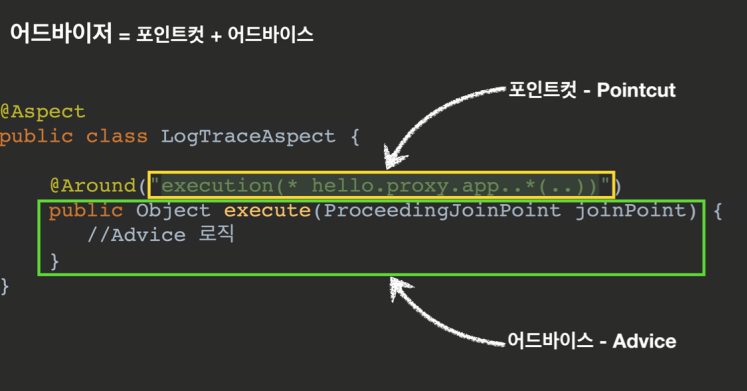 어드바이저 = 포인트컷 + 어드바이스
포인트컷 - Pointcut
@Aspect
public class LogTraceAspect {
@Around("execution(* hello.proxy.app..*(..))")
public Object execute(ProceedingJoinPoint joinPoint) {
//Advice 로직
}
}
어드바이스 - Advice